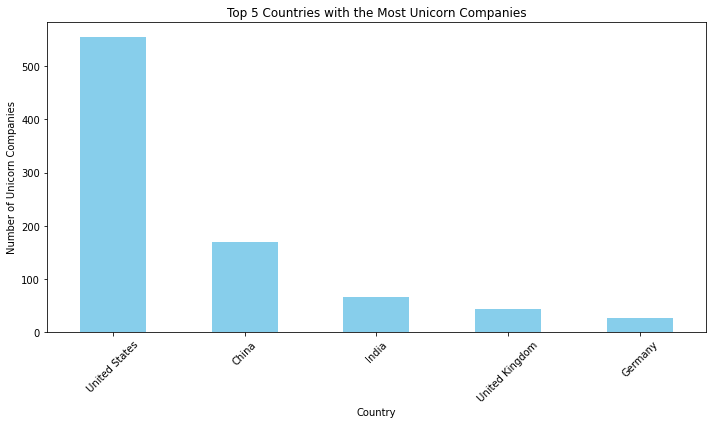 Top 5 Countries with the Most Unicorn Companies
Number of Unicorn Companies
500
400
300
200
100
0
United States
China
India
United Kingdom
Germany
Country